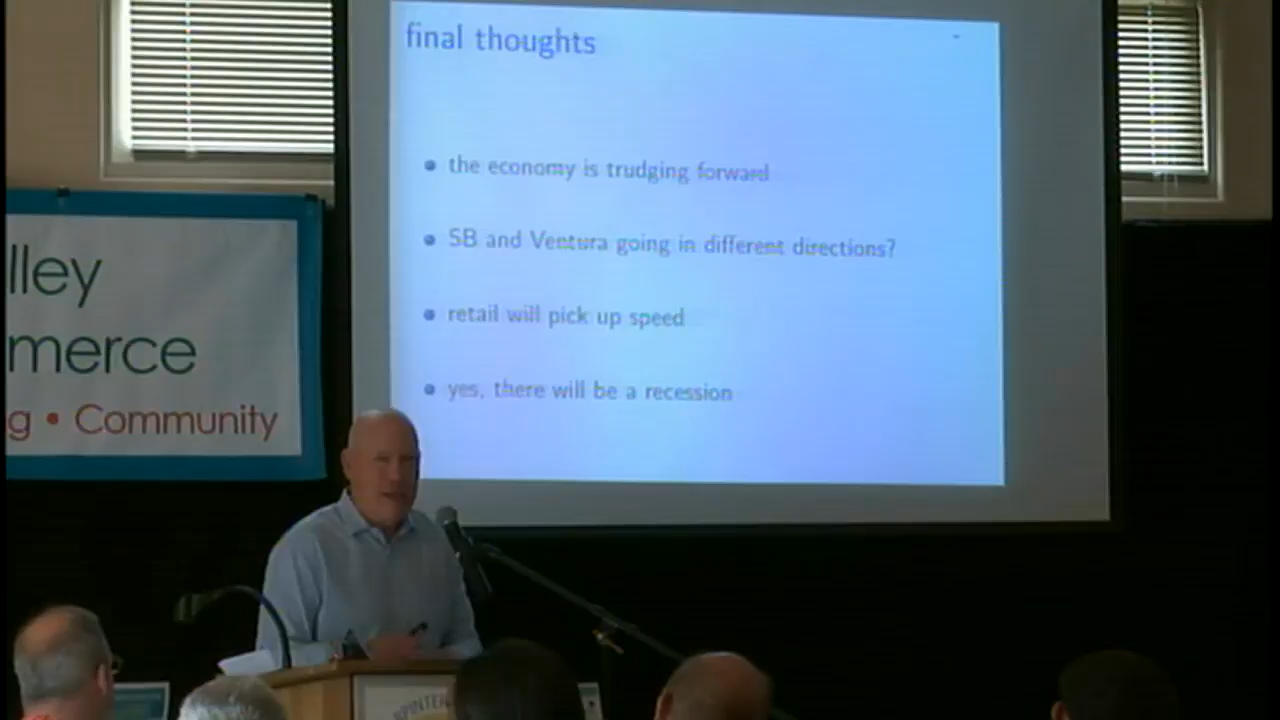 final thoughts
• the economy is trudging forward
• SB and Ventura going in different directions?
• retail will pick up speed
• yes, there will be a recession
lley
merce
g • Community